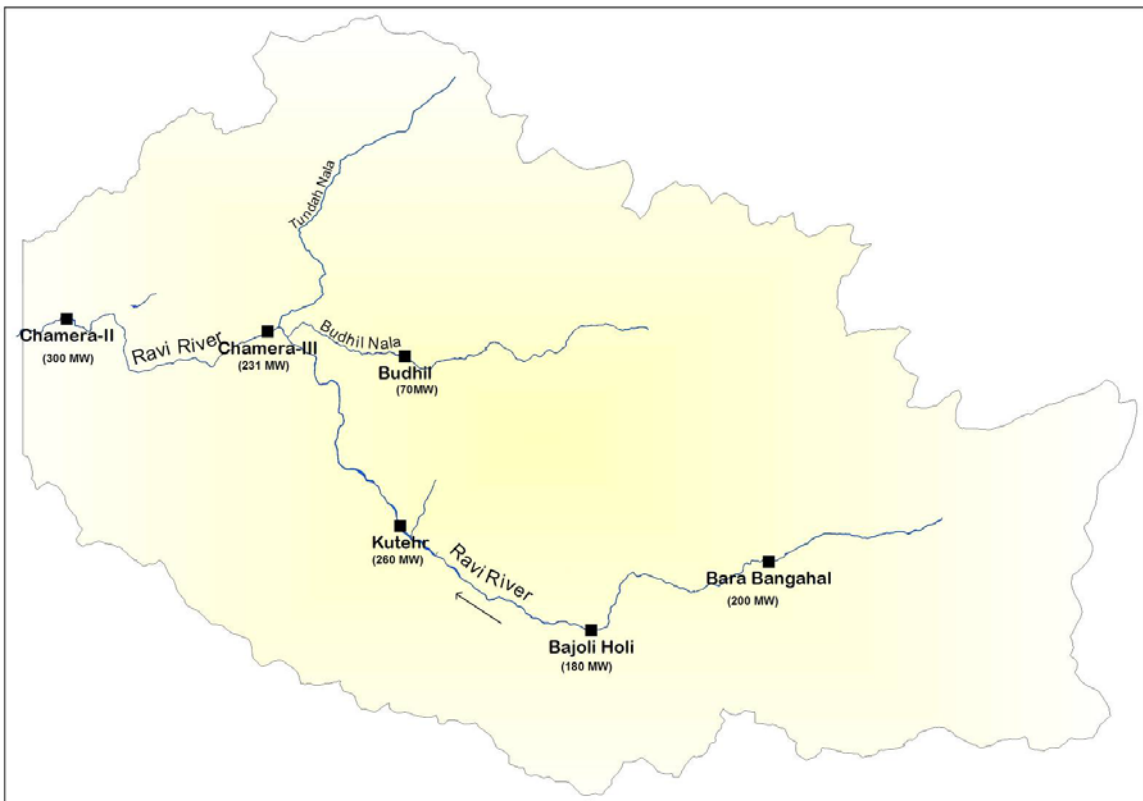 Tundah Nala
Chamera-II
(300 MW)
Ravi River
Chamera-III
(231 MW)
Budhil Nala
Budhil
(70MW)
Kutehr
(260 MW)
Ravi River
Bara Bangahal
(200 MW)
Bajoli Holi
(180 MW)